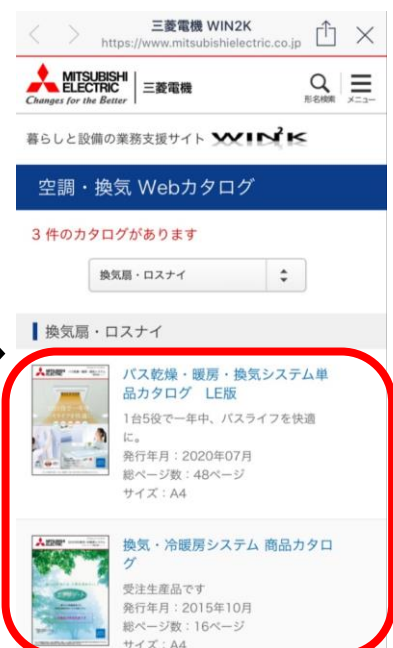 三菱電機 WIN2K
https://www.mitsubishielectric.co.jp
MITSUBISHI
ELECTRIC
Changes for the Better
三菱電機
形名検索
メニュー
暮らしと設備の業務支援サイト WIN2K
空調・換気 Webカタログ
3 件のカタログがあります
換気扇・ロスナイ
換気扇・ロスナイ
バス乾燥・暖房・換気システム単
品カタログ LE版
1台5役で一年中、バスライフを快適
に。
発行年月：2020年07月
総ページ数：48ページ
サイズ：A4
換気・冷暖房システム 商品カタロ
グ
受注生産品です
発行年月：2015年10月
総ページ数：16ページ
サイズ：A4